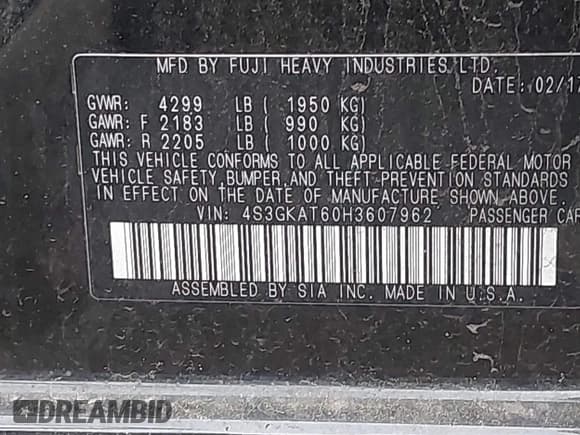 MFD BY FUJI HEAVY INDUSTRIES LTD.
DATE: 02/17
GVWR: 4299 LB ( 1950 KG)
GAWR: F 2183 LB ( 990 KG)
GAWR: R 2205 LB ( 1000 KG)
THIS VEHICLE CONFORMS TO ALL APPLICABLE FEDERAL MOTOR
VEHICLE SAFETY, BUMPER, AND THEFT PREVENTION STANDARDS
IN EFFECT ON THE DATE OF MANUFACTURE SHOWN ABOVE.
VIN: 4S3GKAT60H3607962 PASSENGER CAR
ASSEMBLED BY SIA INC. MADE IN U.S.A.
DREAMBID